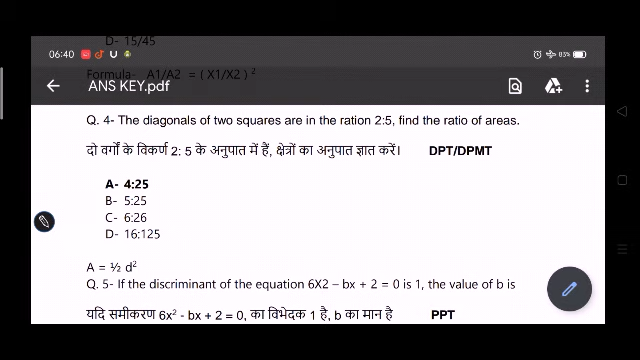 D- 15/45
06:40
83%
Formula- A1/A2 = ( X1/X2 ) 2
ANS KEY.pdf
Q. 4- The diagonals of two squares are in the ration 2:5, find the ratio of areas.
दो वर्गों के विकर्ण 2: 5 के अनुपात में हैं, क्षेत्रों का अनुपात ज्ञात करें। DPT/DPMT
A- 4:25
B- 5:25
C- 6:26
D- 16:125
A = ½ d²
Q. 5- If the discriminant of the equation 6X2 – bx + 2 = 0 is 1, the value of b is
यदि समीकरण 6x² - bx + 2 = 0, का विभेदक 1 है, b का मान है PPT